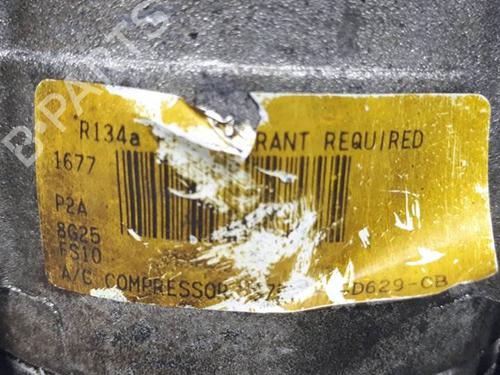 B-PARTS
R134a RANT REQUIRED
1677
P2A
8G25
FS10
A/C COMPRESSOR D629-CB